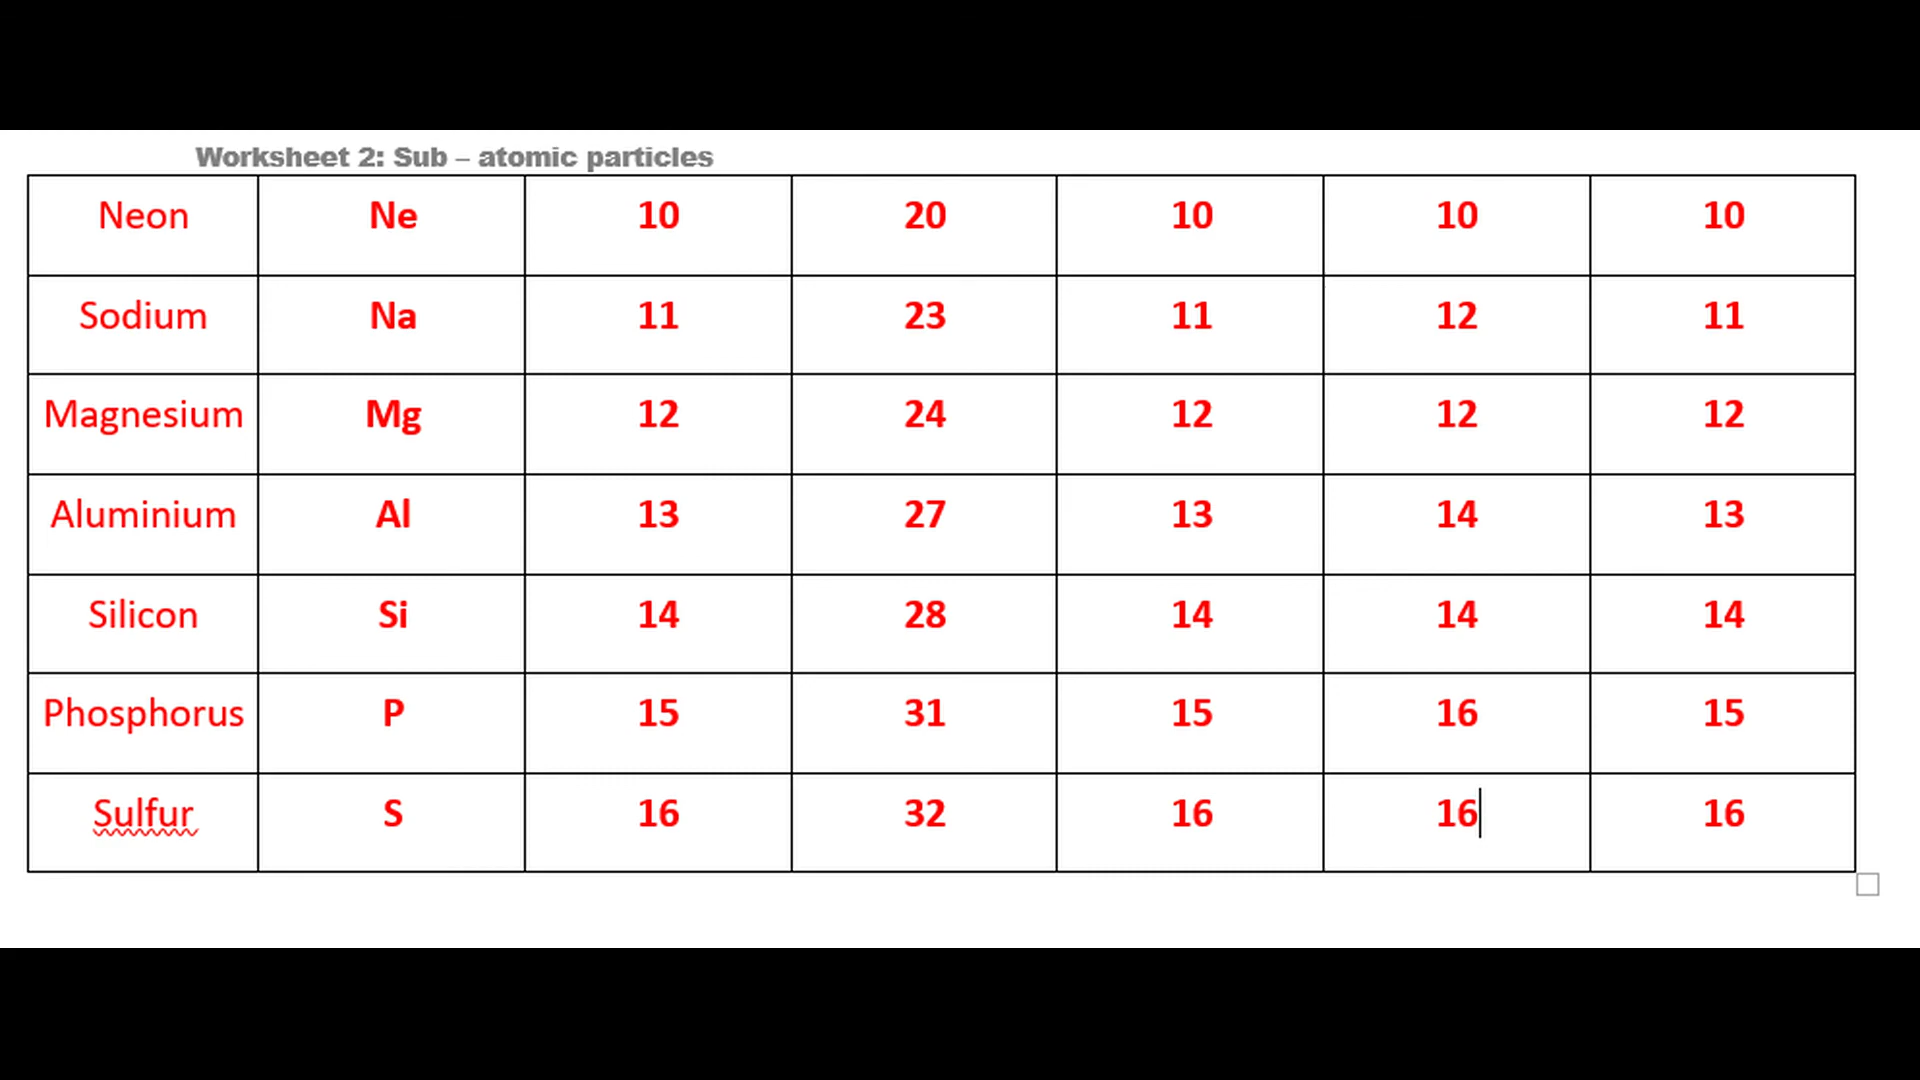 Worksheet 2: Sub – atomic particles
Neon Ne 10 20 10 10 10
Sodium Na 11 23 11 12 11
Magnesium Mg 12 24 12 12 12
Aluminium Al 13 27 13 14 13
Silicon Si 14 28 14 14 14
Phosphorus P 15 31 15 16 15
Sulfur S 16 32 16 16 16